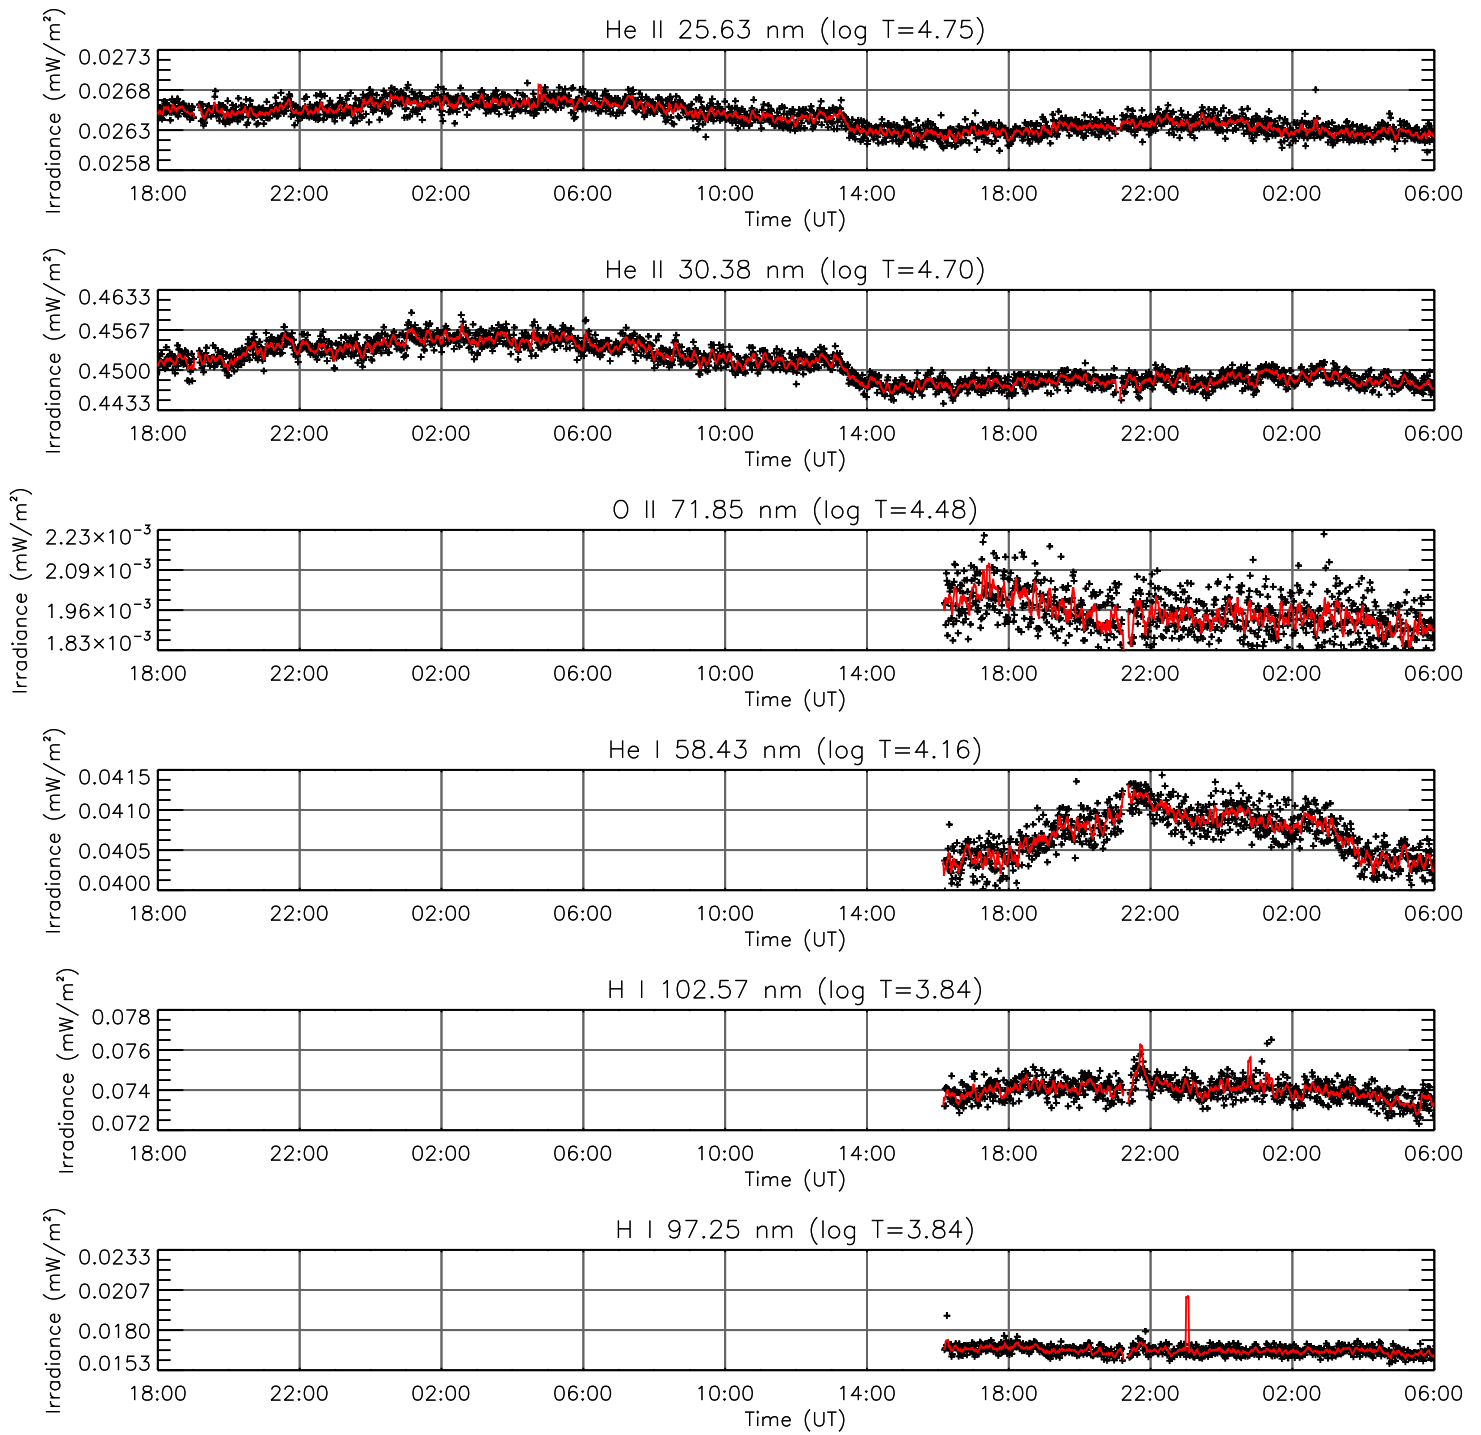 He II 25.63 nm (log T=4.75)
Irradiance (mW/m²)
0.0273
0.0268
0.0263
0.0258
18:00 22:00 02:00 06:00 10:00 14:00 18:00 22:00 02:00 06:00
Time (UT)
He II 30.38 nm (log T=4.70)
Irradiance (mW/m²)
0.4633
0.4567
0.4500
0.4433
18:00 22:00 02:00 06:00 10:00 14:00 18:00 22:00 02:00 06:00
Time (UT)
O II 71.85 nm (log T=4.48)
Irradiance (mW/m²)
2.23×10⁻³
2.09×10⁻³
1.96×10⁻³
1.83×10⁻³
18:00 22:00 02:00 06:00 10:00 14:00 18:00 22:00 02:00 06:00
Time (UT)
He I 58.43 nm (log T=4.16)
Irradiance (mW/m²)
0.0415
0.0410
0.0405
0.0400
18:00 22:00 02:00 06:00 10:00 14:00 18:00 22:00 02:00 06:00
Time (UT)
H I 102.57 nm (log T=3.84)
Irradiance (mW/m²)
0.078
0.076
0.074
0.072
18:00 22:00 02:00 06:00 10:00 14:00 18:00 22:00 02:00 06:00
Time (UT)
H I 97.25 nm (log T=3.84)
Irradiance (mW/m²)
0.0233
0.0207
0.0180
0.0153
18:00 22:00 02:00 06:00 10:00 14:00 18:00 22:00 02:00 06:00
Time (UT)